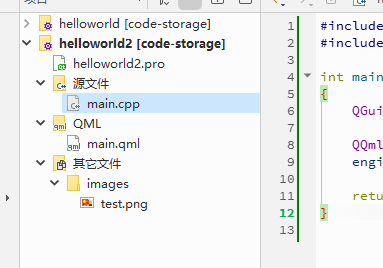 helloworld [code-storage]
helloworld2 [code-storage]
helloworld2.pro
源文件
main.cpp
QML
main.qml
其它文件
images
test.png
1 #include
2 #include
3
4 int main
5 {
6 QGui
7
8 QQml
9 engin
10
11 retu
12 }
13